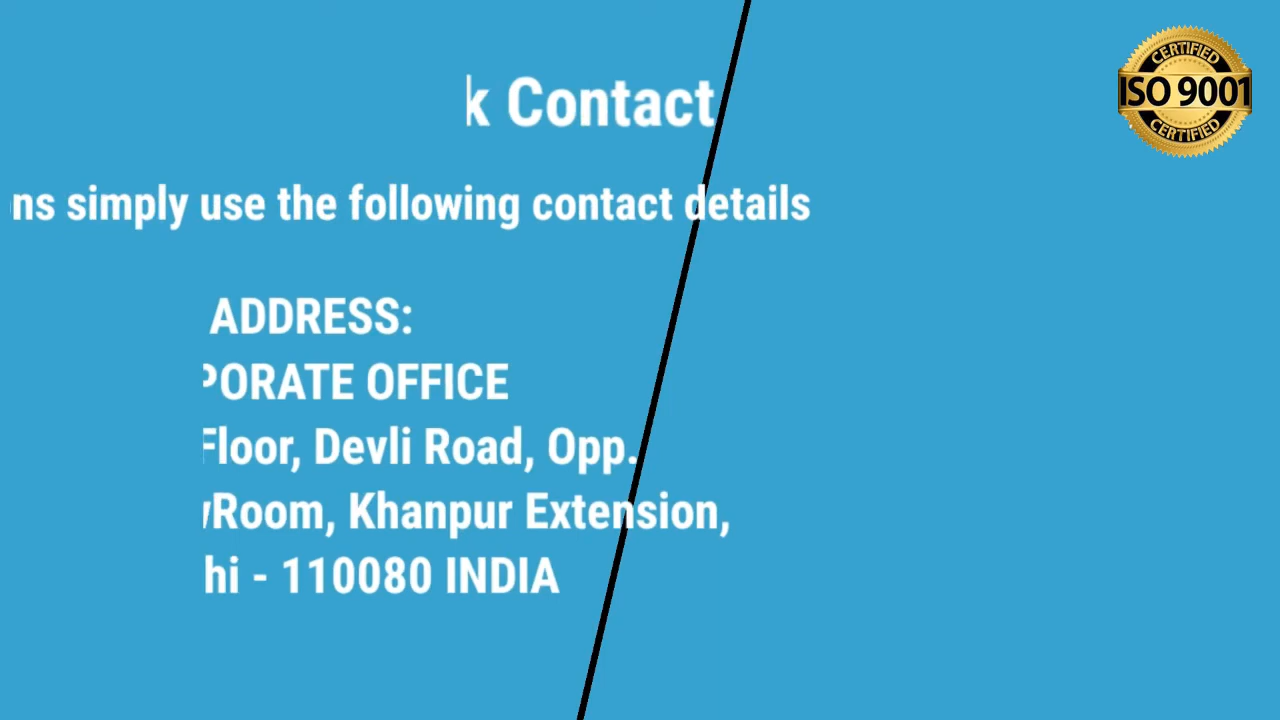 k Contact
ns simply use the following contact details
ADDRESS:
PORATE OFFICE
Floor, Devli Road, Opp.
Room, Khanpur Extension,
hi - 110080 INDIA
CERTIFIED
ISO 9001
CERTIFIED